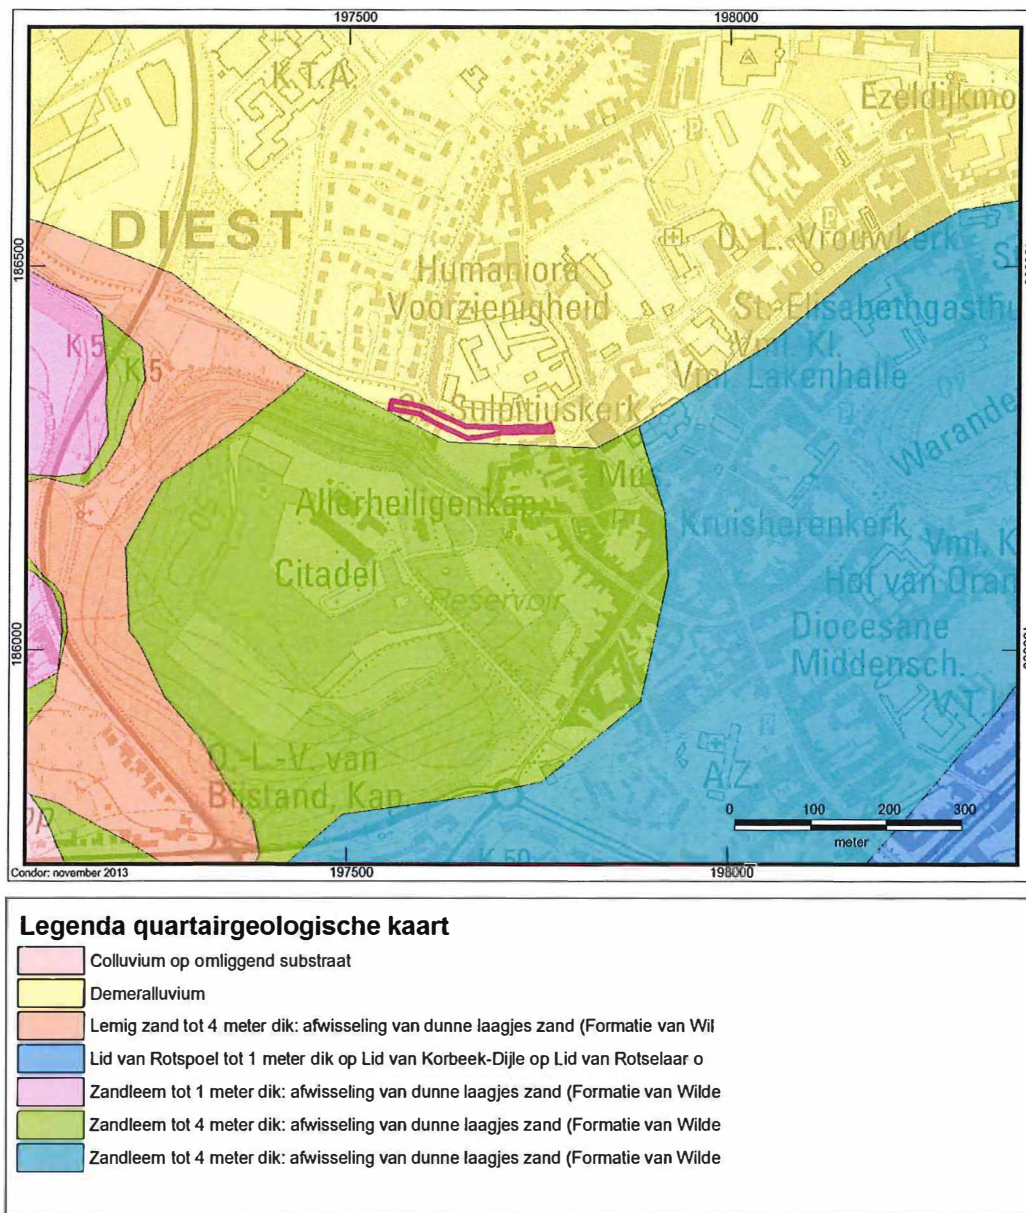 197500
198000
K.T.A.
Ezeldijkmo
DIEST
186500
O.-L. Vrouwkerk
Humaniora
Voorzienigheid
St.-Elisabethgasthu
Vml. Kl.
K 5
K 5
Vml. Lakenhalle
St.-Sulpitiuskerk
Warande
Mus
Allerheiligenkap.
Kruisherenkerk
Vml. K
Citadel
Hof van Oran
Reservoir
Diocesane
186000
Middensch.
V.T.I
O.-L.-V. van
Bijstand, Kap.
A.Z.
0 100 200 300
meter
K 50
Condor: november 2013
197500
198000
Legenda quartairgeologische kaart
Colluvium op omliggend substraat
Demeralluvium
Lemig zand tot 4 meter dik: afwisseling van dunne laagjes zand (Formatie van Wil
Lid van Rotspoel tot 1 meter dik op Lid van Korbeek-Dijle op Lid van Rotselaar o
Zandleem tot 1 meter dik: afwisseling van dunne laagjes zand (Formatie van Wilde
Zandleem tot 4 meter dik: afwisseling van dunne laagjes zand (Formatie van Wilde
Zandleem tot 4 meter dik: afwisseling van dunne laagjes zand (Formatie van Wilde